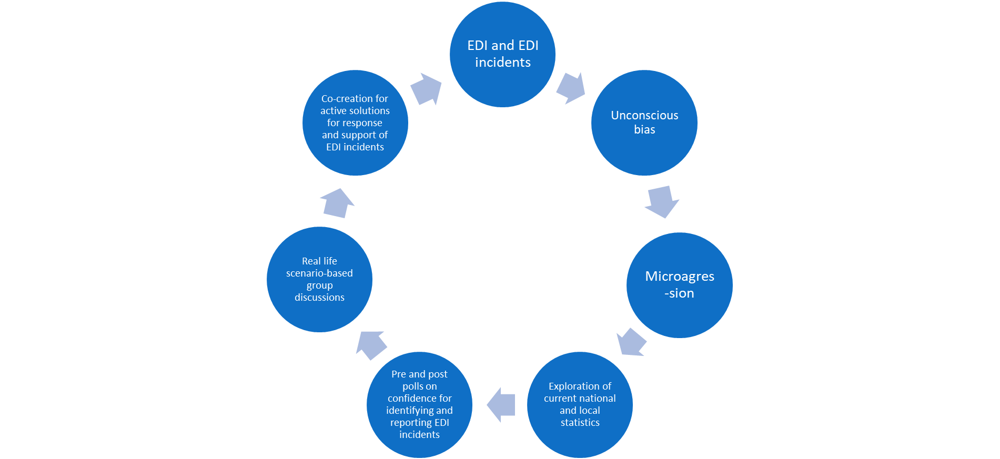 EDI and EDI
incidents
Unconscious
bias
Microagres
-sion
Exploration of
current national
and local
statistics
Pre and post
polls on
confidence for
identifying and
reporting EDI
incidents
Real life
scenario-based
group
discussions
Co-creation for
active solutions
for response
and support of
EDI incidents